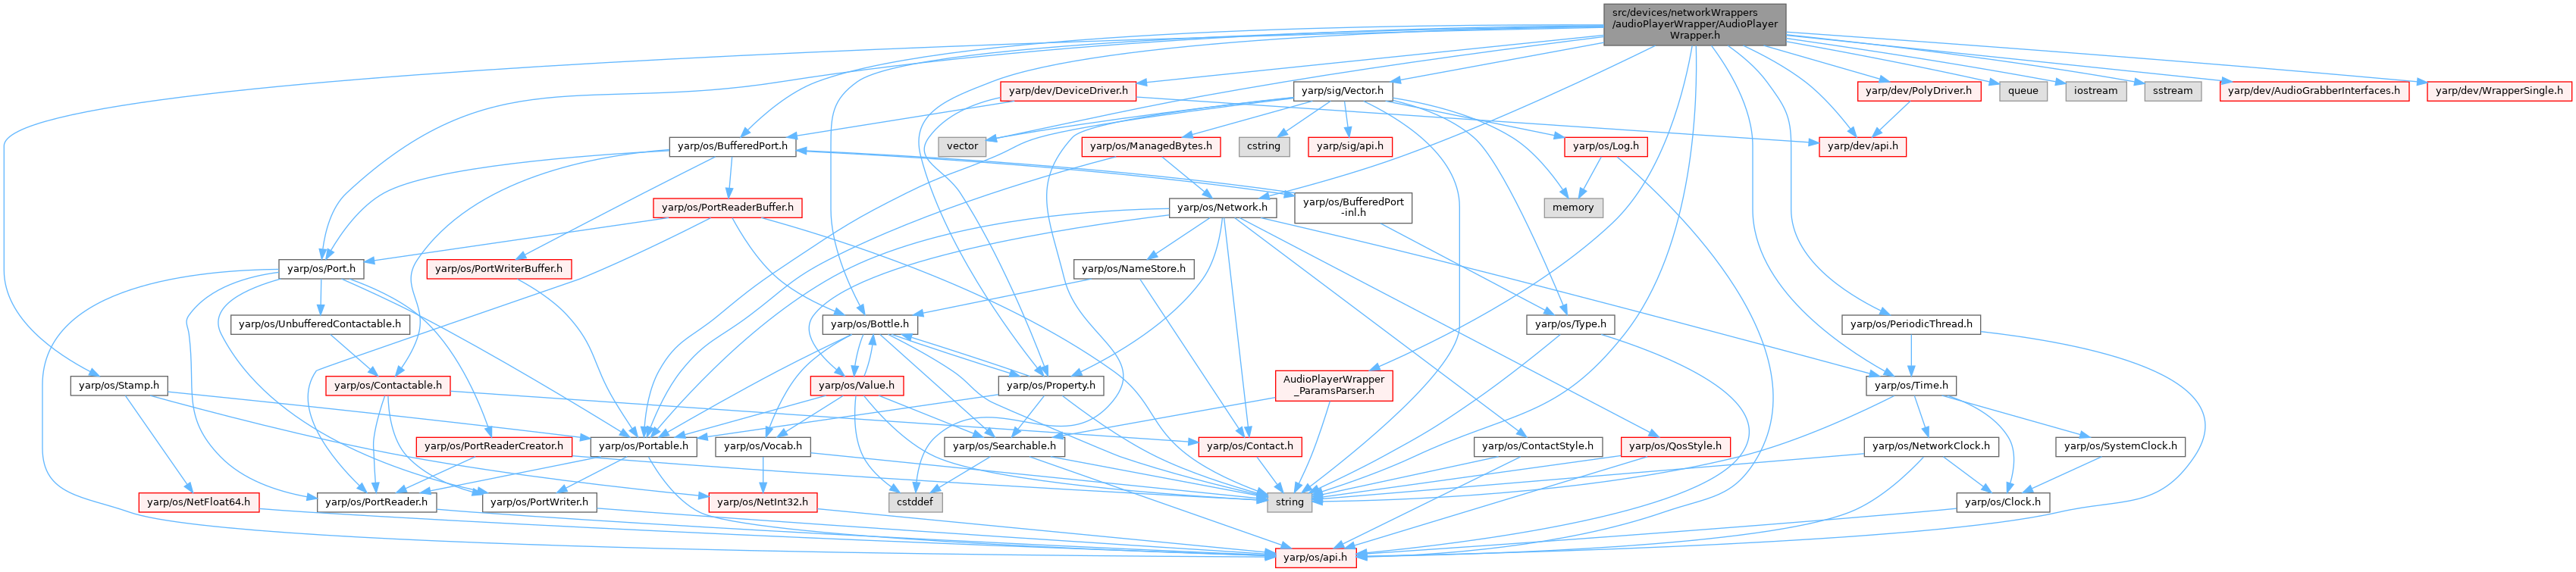 src/devices/networkWrappers
/audioPlayerWrapper/AudioPlayer
Wrapper.h
yarp/dev/DeviceDriver.h
yarp/sig/Vector.h
yarp/dev/PolyDriver.h
queue
iostream
sstream
yarp/dev/AudioGrabberInterfaces.h
yarp/dev/WrapperSingle.h
yarp/os/BufferedPort.h
vector
yarp/os/ManagedBytes.h
cstring
yarp/sig/api.h
yarp/os/Log.h
yarp/dev/api.h
yarp/os/PortReaderBuffer.h
yarp/os/Network.h
yarp/os/BufferedPort
-inl.h
memory
yarp/os/Port.h
yarp/os/PortWriterBuffer.h
yarp/os/NameStore.h
yarp/os/UnbufferedContactable.h
yarp/os/Bottle.h
yarp/os/Type.h
yarp/os/PeriodicThread.h
yarp/os/Stamp.h
yarp/os/Contactable.h
yarp/os/Value.h
yarp/os/Property.h
AudioPlayerWrapper
_ParamsParser.h
yarp/os/Time.h
yarp/os/PortReaderCreator.h
yarp/os/Portable.h
yarp/os/Vocab.h
yarp/os/Searchable.h
yarp/os/Contact.h
yarp/os/ContactStyle.h
yarp/os/QosStyle.h
yarp/os/NetworkClock.h
yarp/os/SystemClock.h
yarp/os/NetFloat64.h
yarp/os/PortReader.h
yarp/os/PortWriter.h
yarp/os/NetInt32.h
cstddef
string
yarp/os/Clock.h
yarp/os/api.h